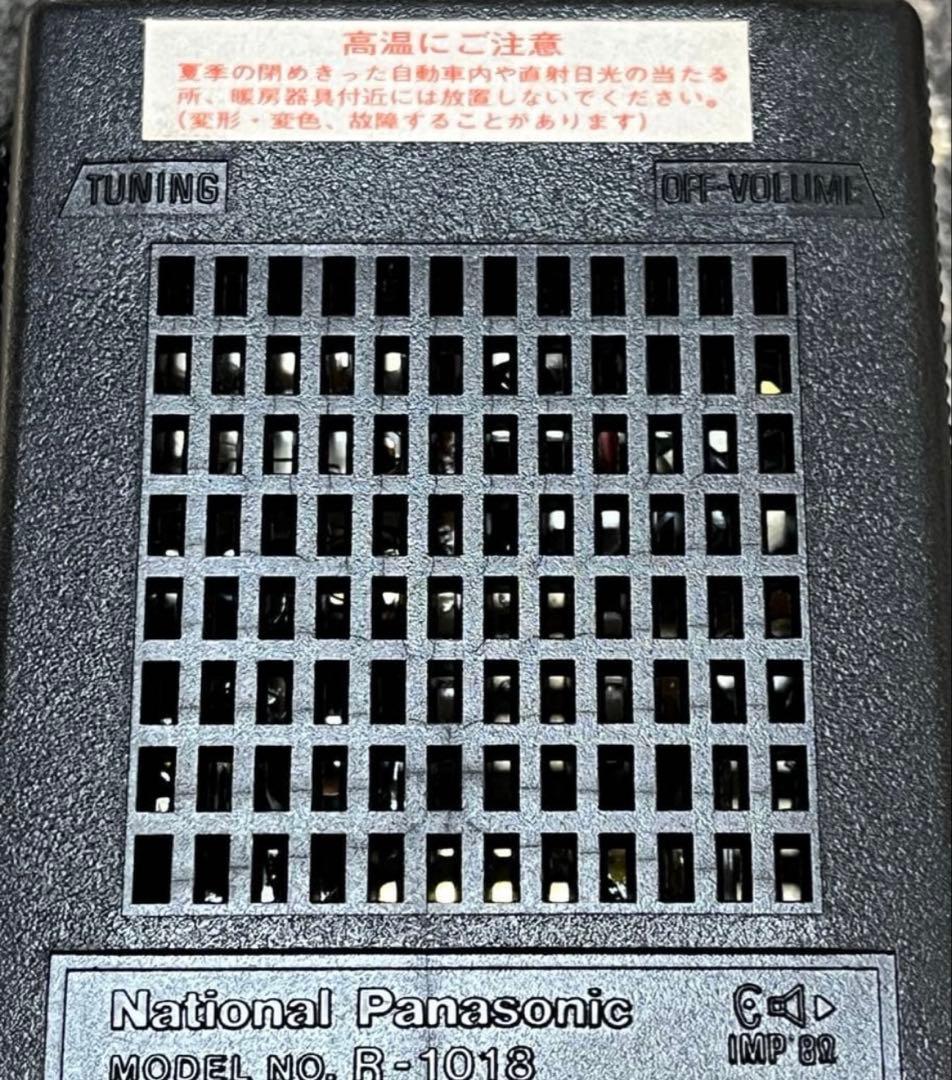 高温にご注意
夏季の閉めきった自動車内や直射日光の当たる
所、暖房器具付近には放置しないでください。
(変形・変色、故障することがあります)
TUNING
OFF-VOLUME
National Panasonic
MODEL NO. R-1018
IMP 8Ω